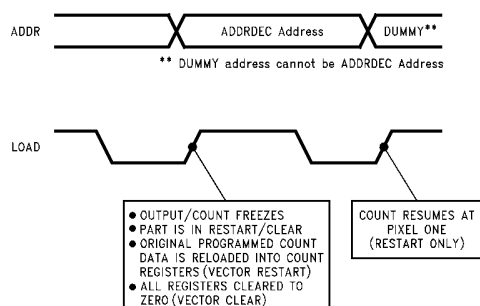 ADDR
ADDRDEC Address
DUMMY**
** DUMMY address cannot be ADDRDEC Address
LOAD
● OUTPUT/COUNT FREEZES
● PART IS IN RESTART/CLEAR
● ORIGINAL PROGRAMMED COUNT
DATA IS RELOADED INTO COUNT
REGISTERS (VECTOR RESTART)
● ALL REGISTERS CLEARED TO
ZERO (VECTOR CLEAR)
COUNT RESUMES AT
PIXEL ONE
(RESTART ONLY)